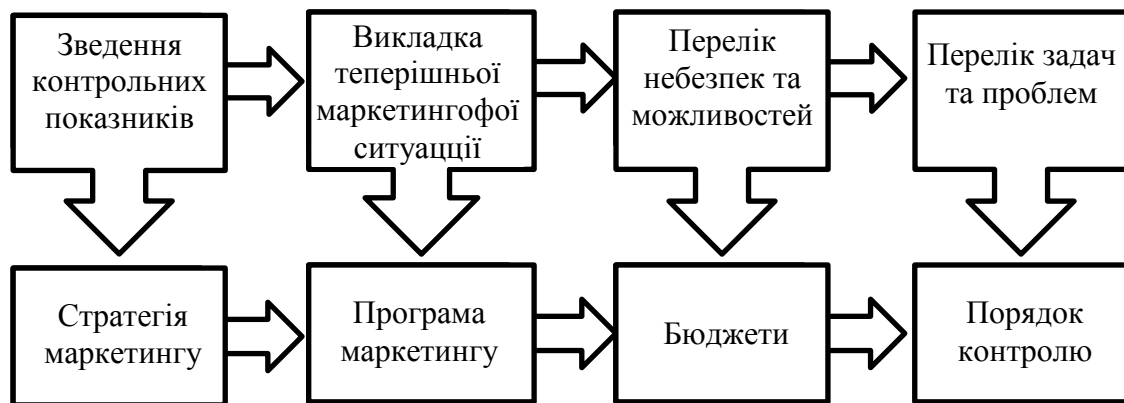 Зведення
контрольних
показників
Викладка
теперішньої
маркетингофої
ситуацції
Перелік
небезпек та
можливостей
Перелік задач
та проблем
Стратегія
маркетингу
Програма
маркетингу
Бюджети
Порядок
контролю